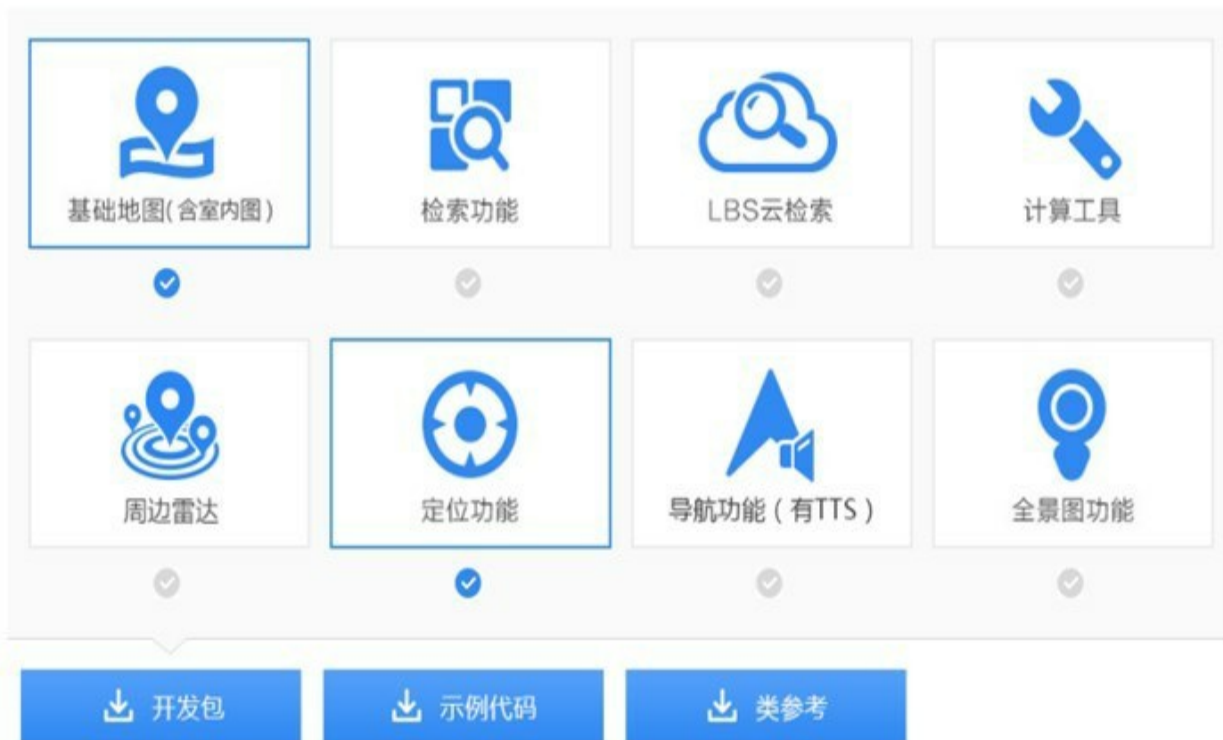 基础地图(含室内图)
检索功能
LBS云检索
计算工具
周边雷达
定位功能
导航功能(有TTS)
全景图功能
开发包
示例代码
类参考